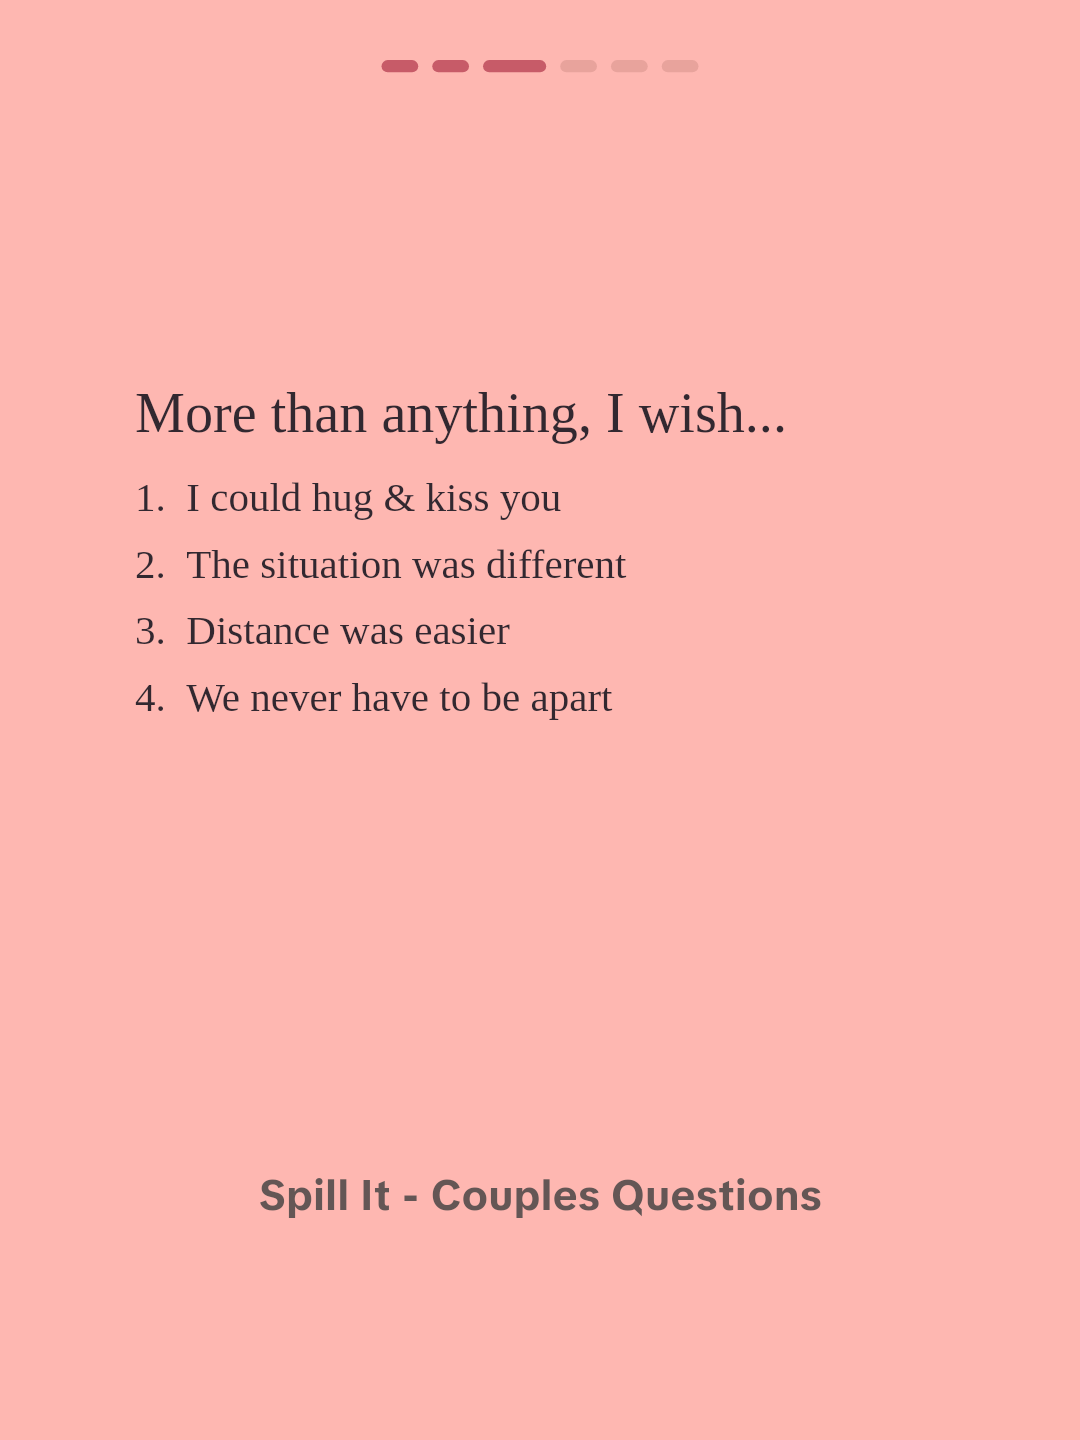 More than anything, I wish...
1. I could hug & kiss you
2. The situation was different
3. Distance was easier
4. We never have to be apart
Spill It - Couples Questions